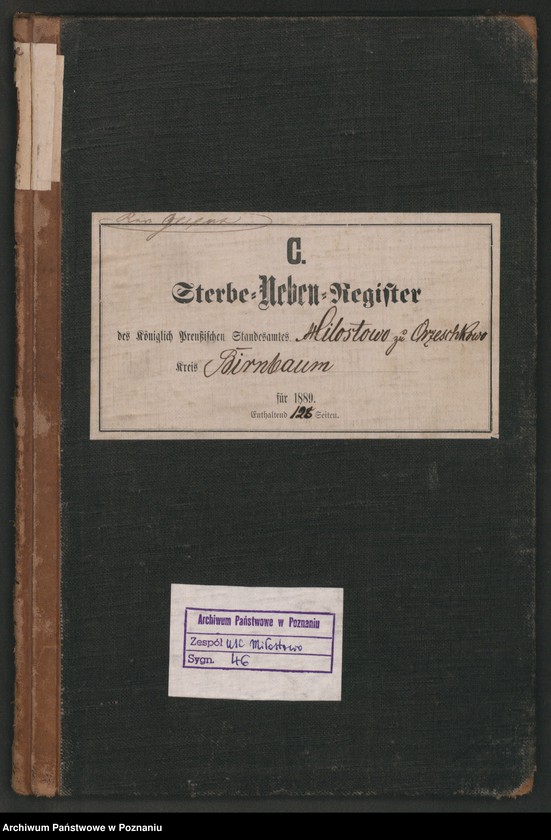 C.
Sterbe-Neben-Register
des Königlich Preußischen Standesamtes Milostowo zu Orzeschkowo
Kreis Birnbaum
für 1889.
Enthaltend 126 Seiten.
Archiwum Państwowe w Poznaniu
Zespół USC Miłostowo
Sygn. 46
Archiwum Państwowe w Poznaniu